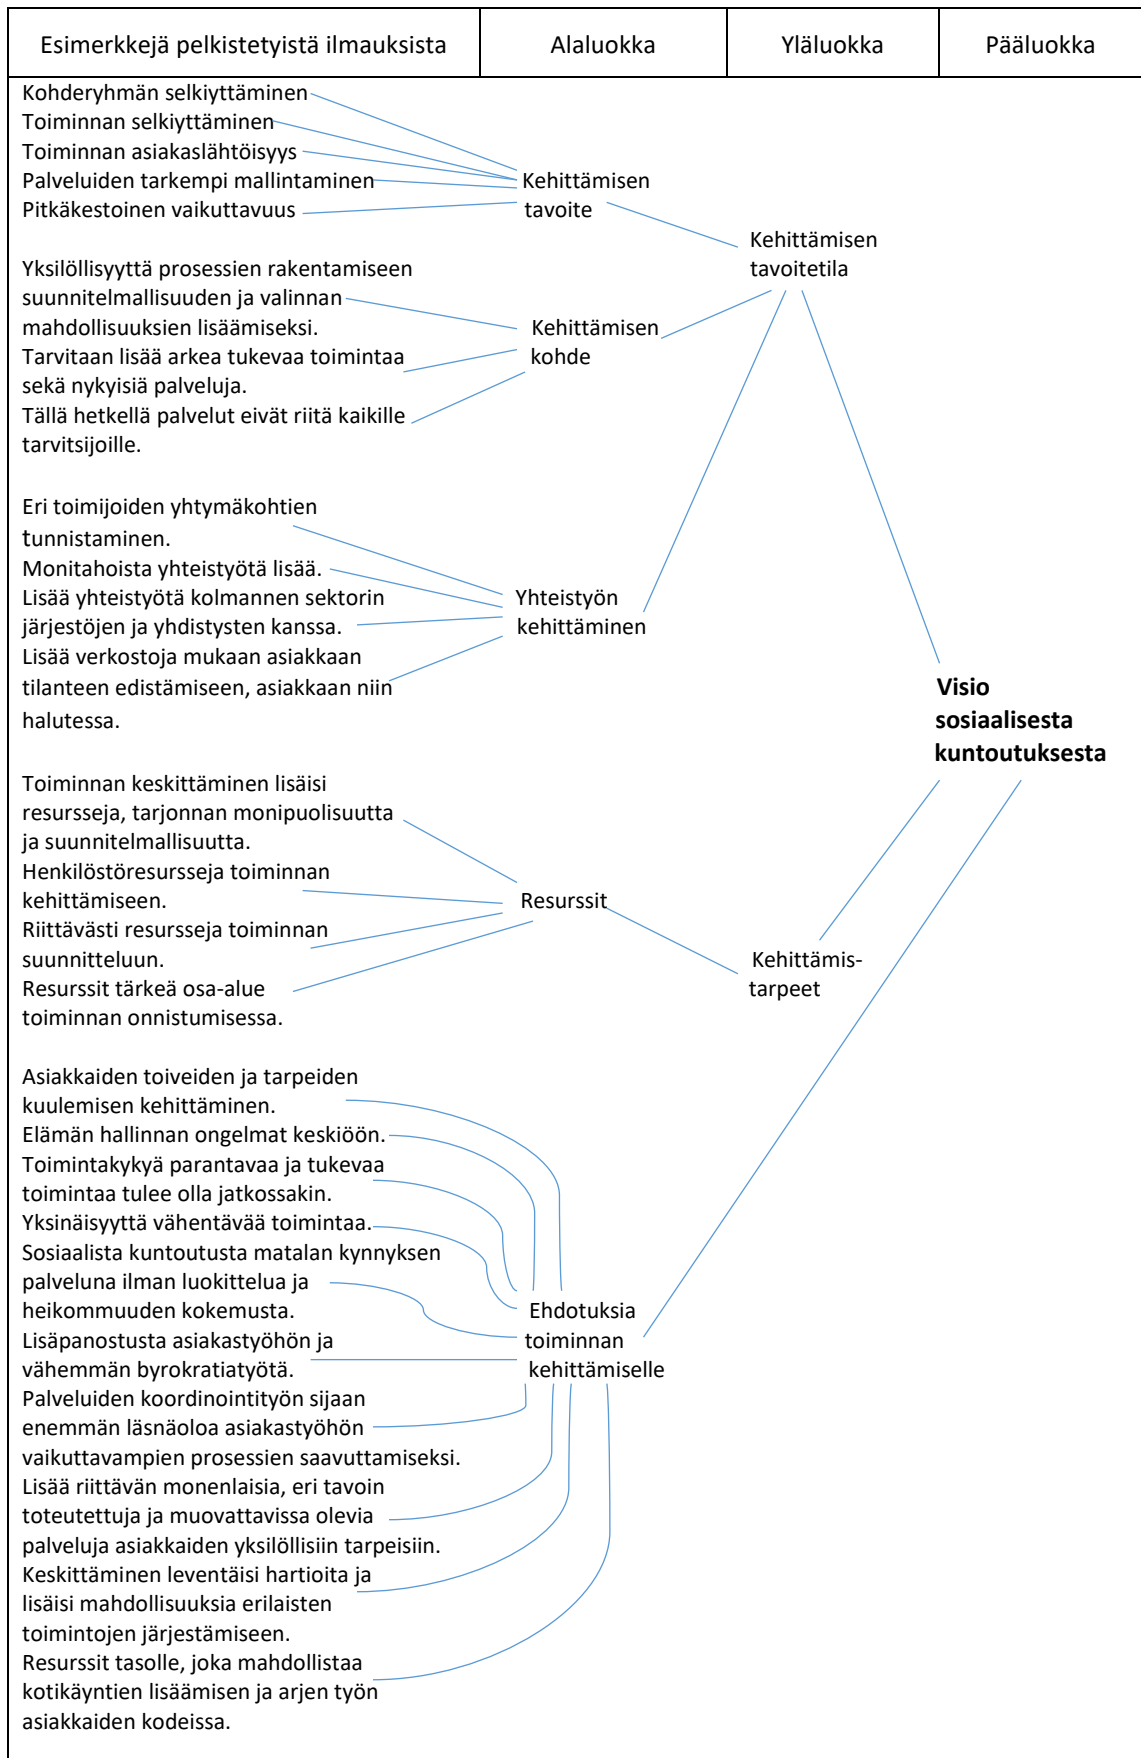 Esimerkkejä pelkistetyistä ilmauksista
Alaluokka
Yläluokka
Pääluokka
Kohderyhmän selkiyttäminen
Toiminnan selkiyttäminen
Toiminnan asiakaslähtöisyys
Palveluiden tarkempi mallintaminen
Pitkäkestoinen vaikuttavuus
Kehittämisen
tavoite
Kehittämisen
tavoitetila
Yksilöllisyyttä prosessien rakentamiseen
suunnitelmallisuuden ja valinnan
mahdollisuuksien lisäämiseksi.
Tarvitaan lisää arkea tukevaa toimintaa
sekä nykyisiä palveluja.
Tällä hetkellä palvelut eivät riitä kaikille
tarvitsijoille.
Kehittämisen
kohde
Eri toimijoiden yhtymäkohtien
tunnistaminen.
Monitahoista yhteistyötä lisää.
Lisää yhteistyötä kolmannen sektorin
järjestöjen ja yhdistysten kanssa.
Lisää verkostoja mukaan asiakkaan
tilanteen edistämiseen, asiakkaan niin
halutessa.
Yhteistyön
kehittäminen
Visio
sosiaalisesta
kuntoutuksesta
Toiminnan keskittäminen lisäisi
resursseja, tarjonnan monipuolisuutta
ja suunnitelmallisuutta.
Henkilöstöresursseja toiminnan
kehittämiseen.
Riittävästi resursseja toiminnan
suunnitteluun.
Resurssit tärkeä osa-alue
toiminnan onnistumisessa.
Resurssit
Kehittämis-
tarpeet
Asiakkaiden toiveiden ja tarpeiden
kuulemisen kehittäminen.
Elämän hallinnan ongelmat keskiöön.
Toimintakykyä parantavaa ja tukevaa
toimintaa tulee olla jatkossakin.
Yksinäisyyttä vähentävää toimintaa.
Sosiaalista kuntoutusta matalan kynnyksen
palveluna ilman luokittelua ja
heikommuuden kokemusta.
Lisäpanostusta asiakastyöhön ja
vähemmän byrokratiatyötä.
Palveluiden koordinointityön sijaan
enemmän läsnäoloa asiakastyöhön
vaikuttavampien prosessien saavuttamiseksi.
Lisää riittävän monenlaisia, eri tavoin
toteutettuja ja muovattavissa olevia
palveluja asiakkaiden yksilöllisiin tarpeisiin.
Keskittäminen leventäisi hartioita ja
lisäisi mahdollisuuksia erilaisten
toimintojen järjestämiseen.
Resurssit tasolle, joka mahdollistaa
kotikäyntien lisäämisen ja arjen työn
asiakkaiden kodeissa.
Ehdotuksia
toiminnan
kehittämiselle